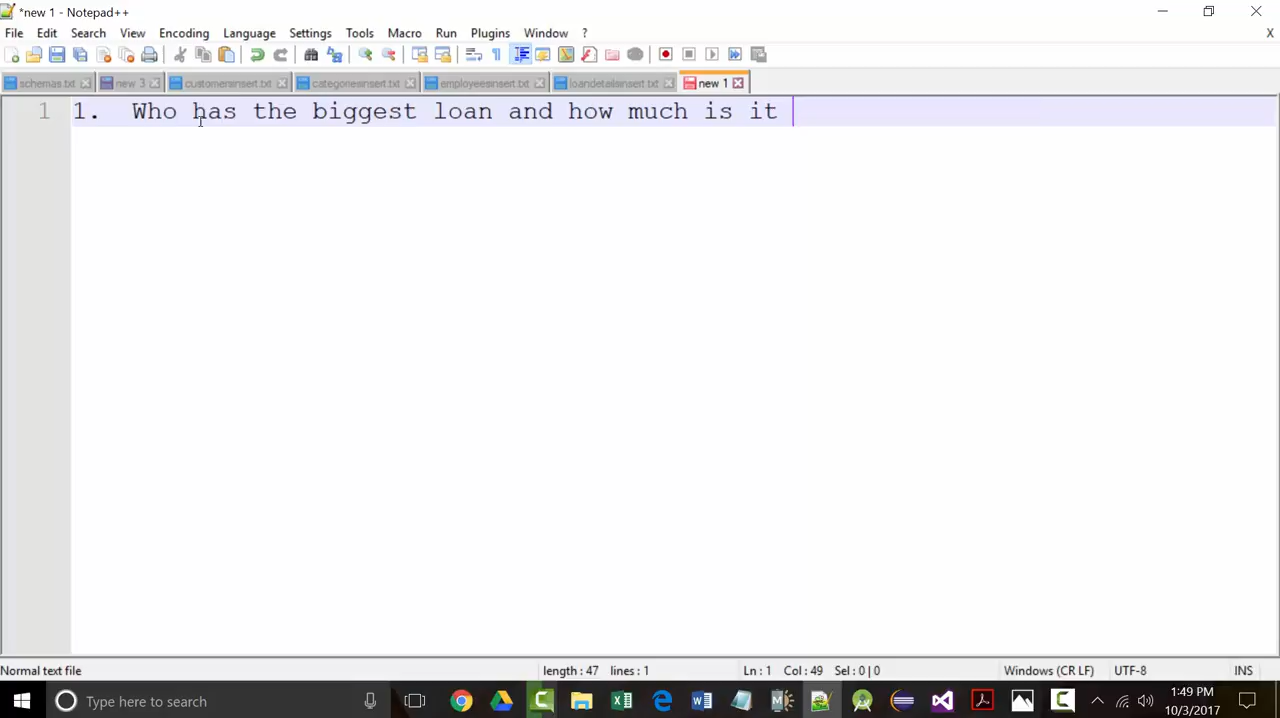 *new 1 - Notepad++
File Edit Search View Encoding Language Settings Tools Macro Run Plugins Window ? X
schemas.txt new 3 customersinsert.txt categoriesinsert.txt employeesinsert.txt loandetailsinsert.txt new 1
1 1. Who has the biggest loan and how much is it
Normal text file length : 47 lines : 1 Ln : 1 Col : 49 Sel : 0 | 0 Windows (CR LF) UTF-8 INS
Type here to search 1:49 PM
10/3/2017